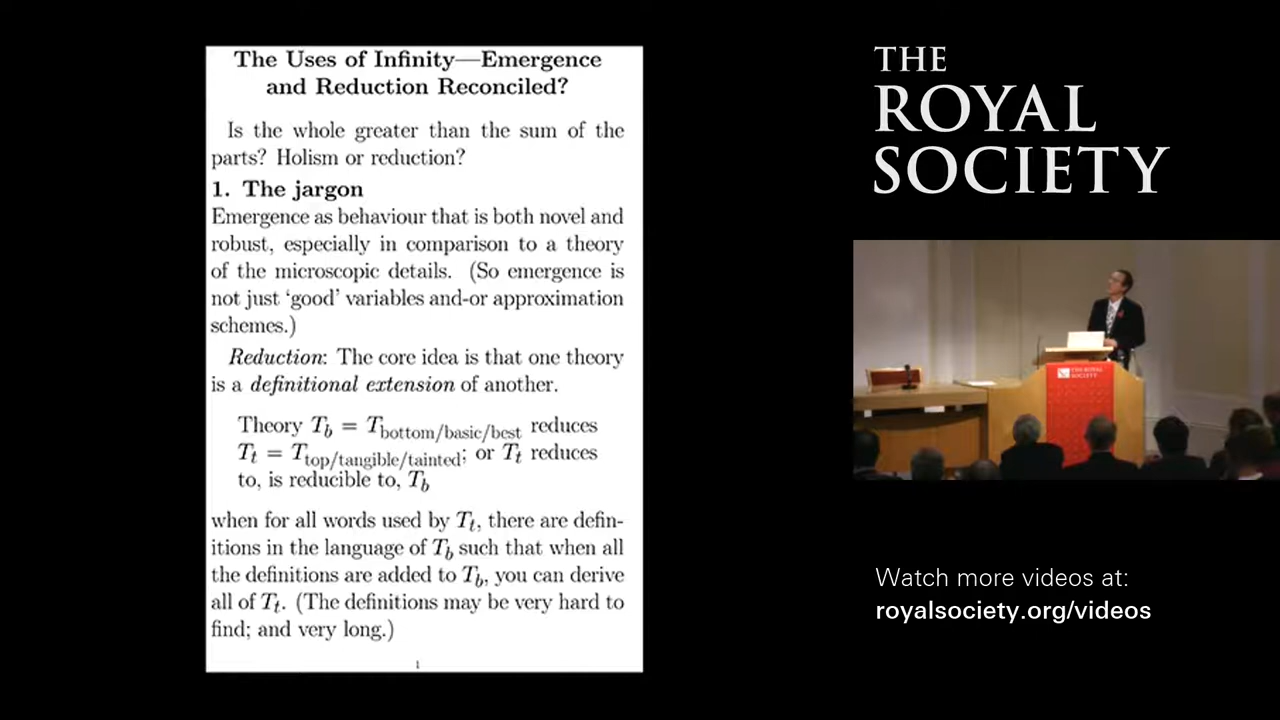 The Uses of Infinity—Emergence
and Reduction Reconciled?
Is the whole greater than the sum of the
parts? Holism or reduction?
1. The jargon
Emergence as behaviour that is both novel and
robust, especially in comparison to a theory
of the microscopic details. (So emergence is
not just ‘good’ variables and-or approximation
schemes.)
Reduction: The core idea is that one theory
is a definitional extension of another.
Theory T_b = T_bottom/basic/best reduces
T_t = T_top/tangible/tainted; or T_t reduces
to, is reducible to, T_b
when for all words used by T_t, there are defin-
itions in the language of T_b such that when all
the definitions are added to T_b, you can derive
all of T_t. (The definitions may be very hard to
find; and very long.)
1
THE
ROYAL
SOCIETY
THE ROYAL
SOCIETY
Watch more videos at:
royalsociety.org/videos